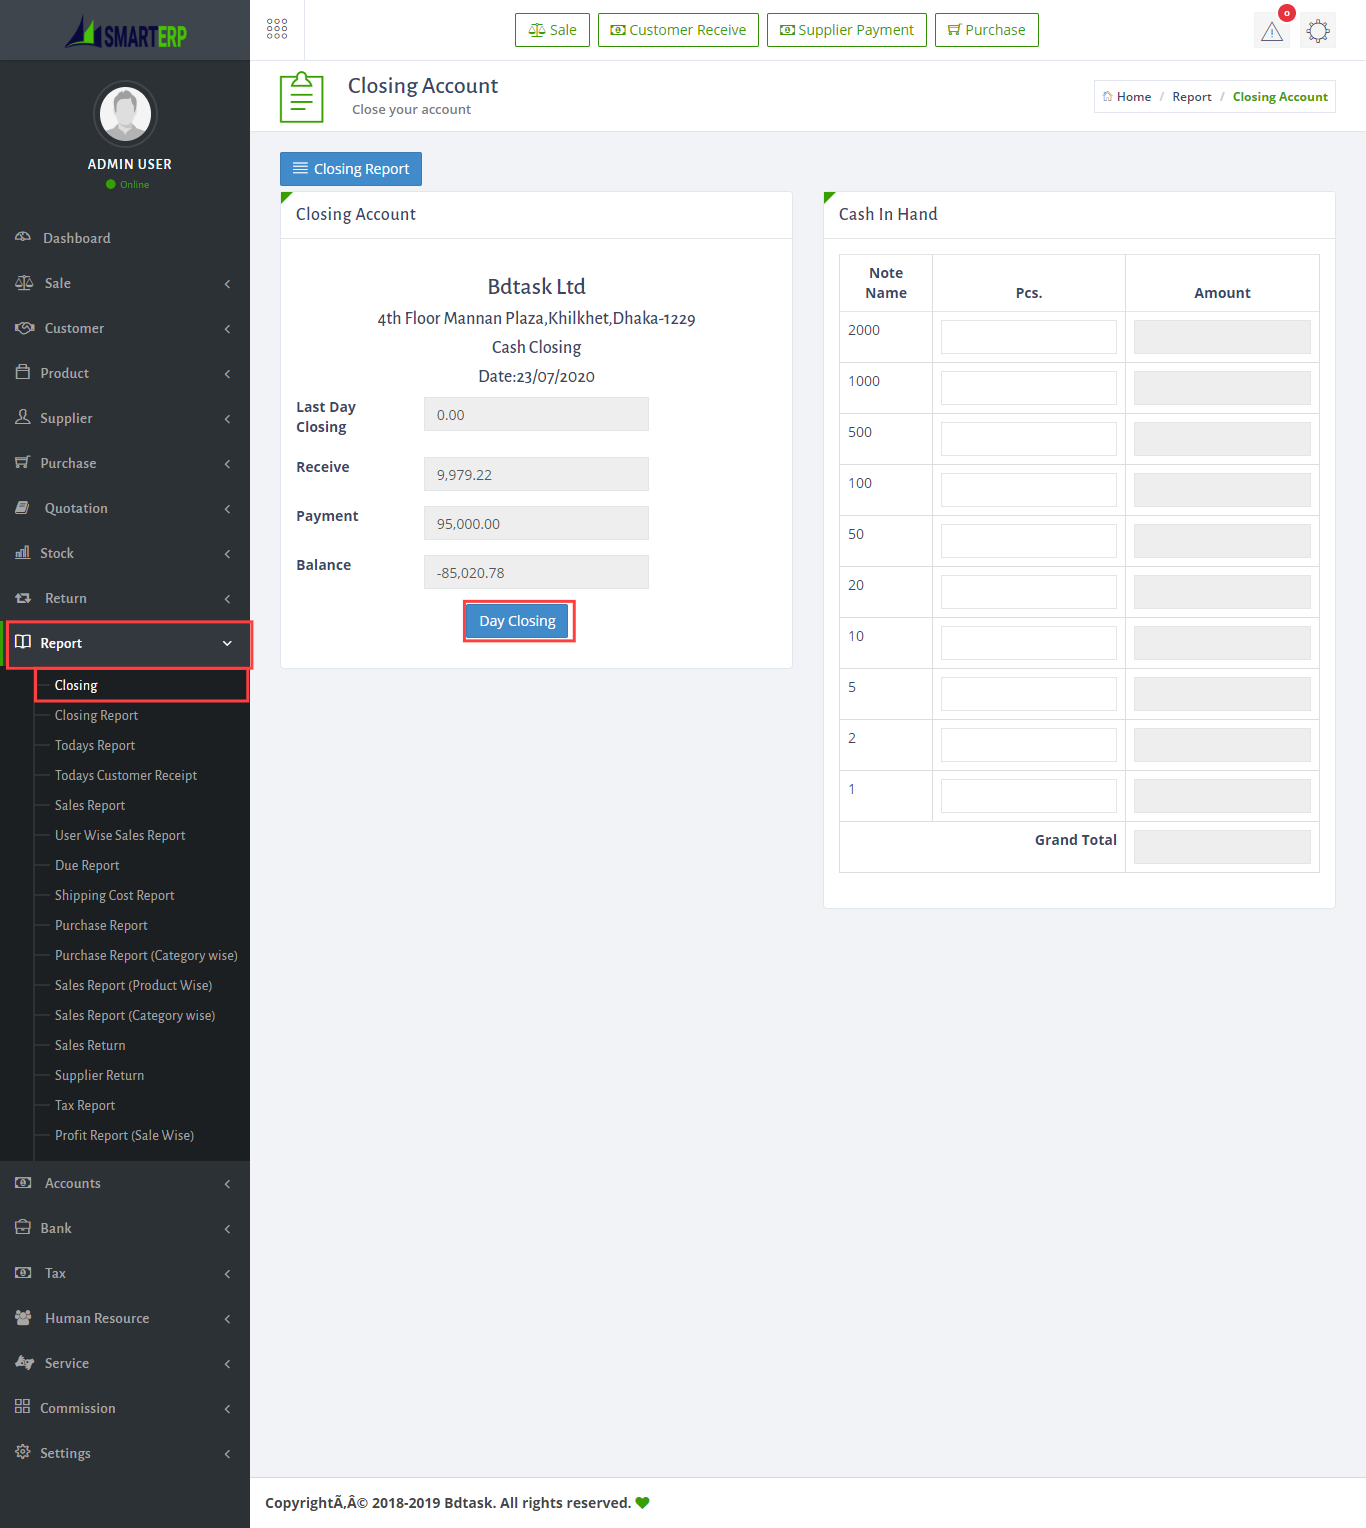 SMARTERP
Sale
Customer Receive
Supplier Payment
Purchase
0
ADMIN USER
Online
Dashboard
Sale
Customer
Product
Supplier
Purchase
Quotation
Stock
Return
Report
Closing
Closing Report
Todays Report
Todays Customer Receipt
Sales Report
User Wise Sales Report
Due Report
Shipping Cost Report
Purchase Report
Purchase Report (Category wise)
Sales Report (Product Wise)
Sales Report (Category wise)
Sales Return
Supplier Return
Tax Report
Profit Report (Sale Wise)
Accounts
Bank
Tax
Human Resource
Service
Commission
Settings
Closing Account
Close your account
Home / Report / Closing Account
Closing Report
Closing Account
Bdtask Ltd
4th Floor Mannan Plaza,Khilkhet,Dhaka-1229
Cash Closing
Date:23/07/2020
Last Day
Closing
0.00
Receive
9,979.22
Payment
95,000.00
Balance
-85,020.78
Day Closing
Cash In Hand
Note
Name
Pcs.
Amount
2000
1000
500
100
50
20
10
5
2
1
Grand Total
CopyrightÃ‚Â© 2018-2019 Bdtask. All rights reserved.